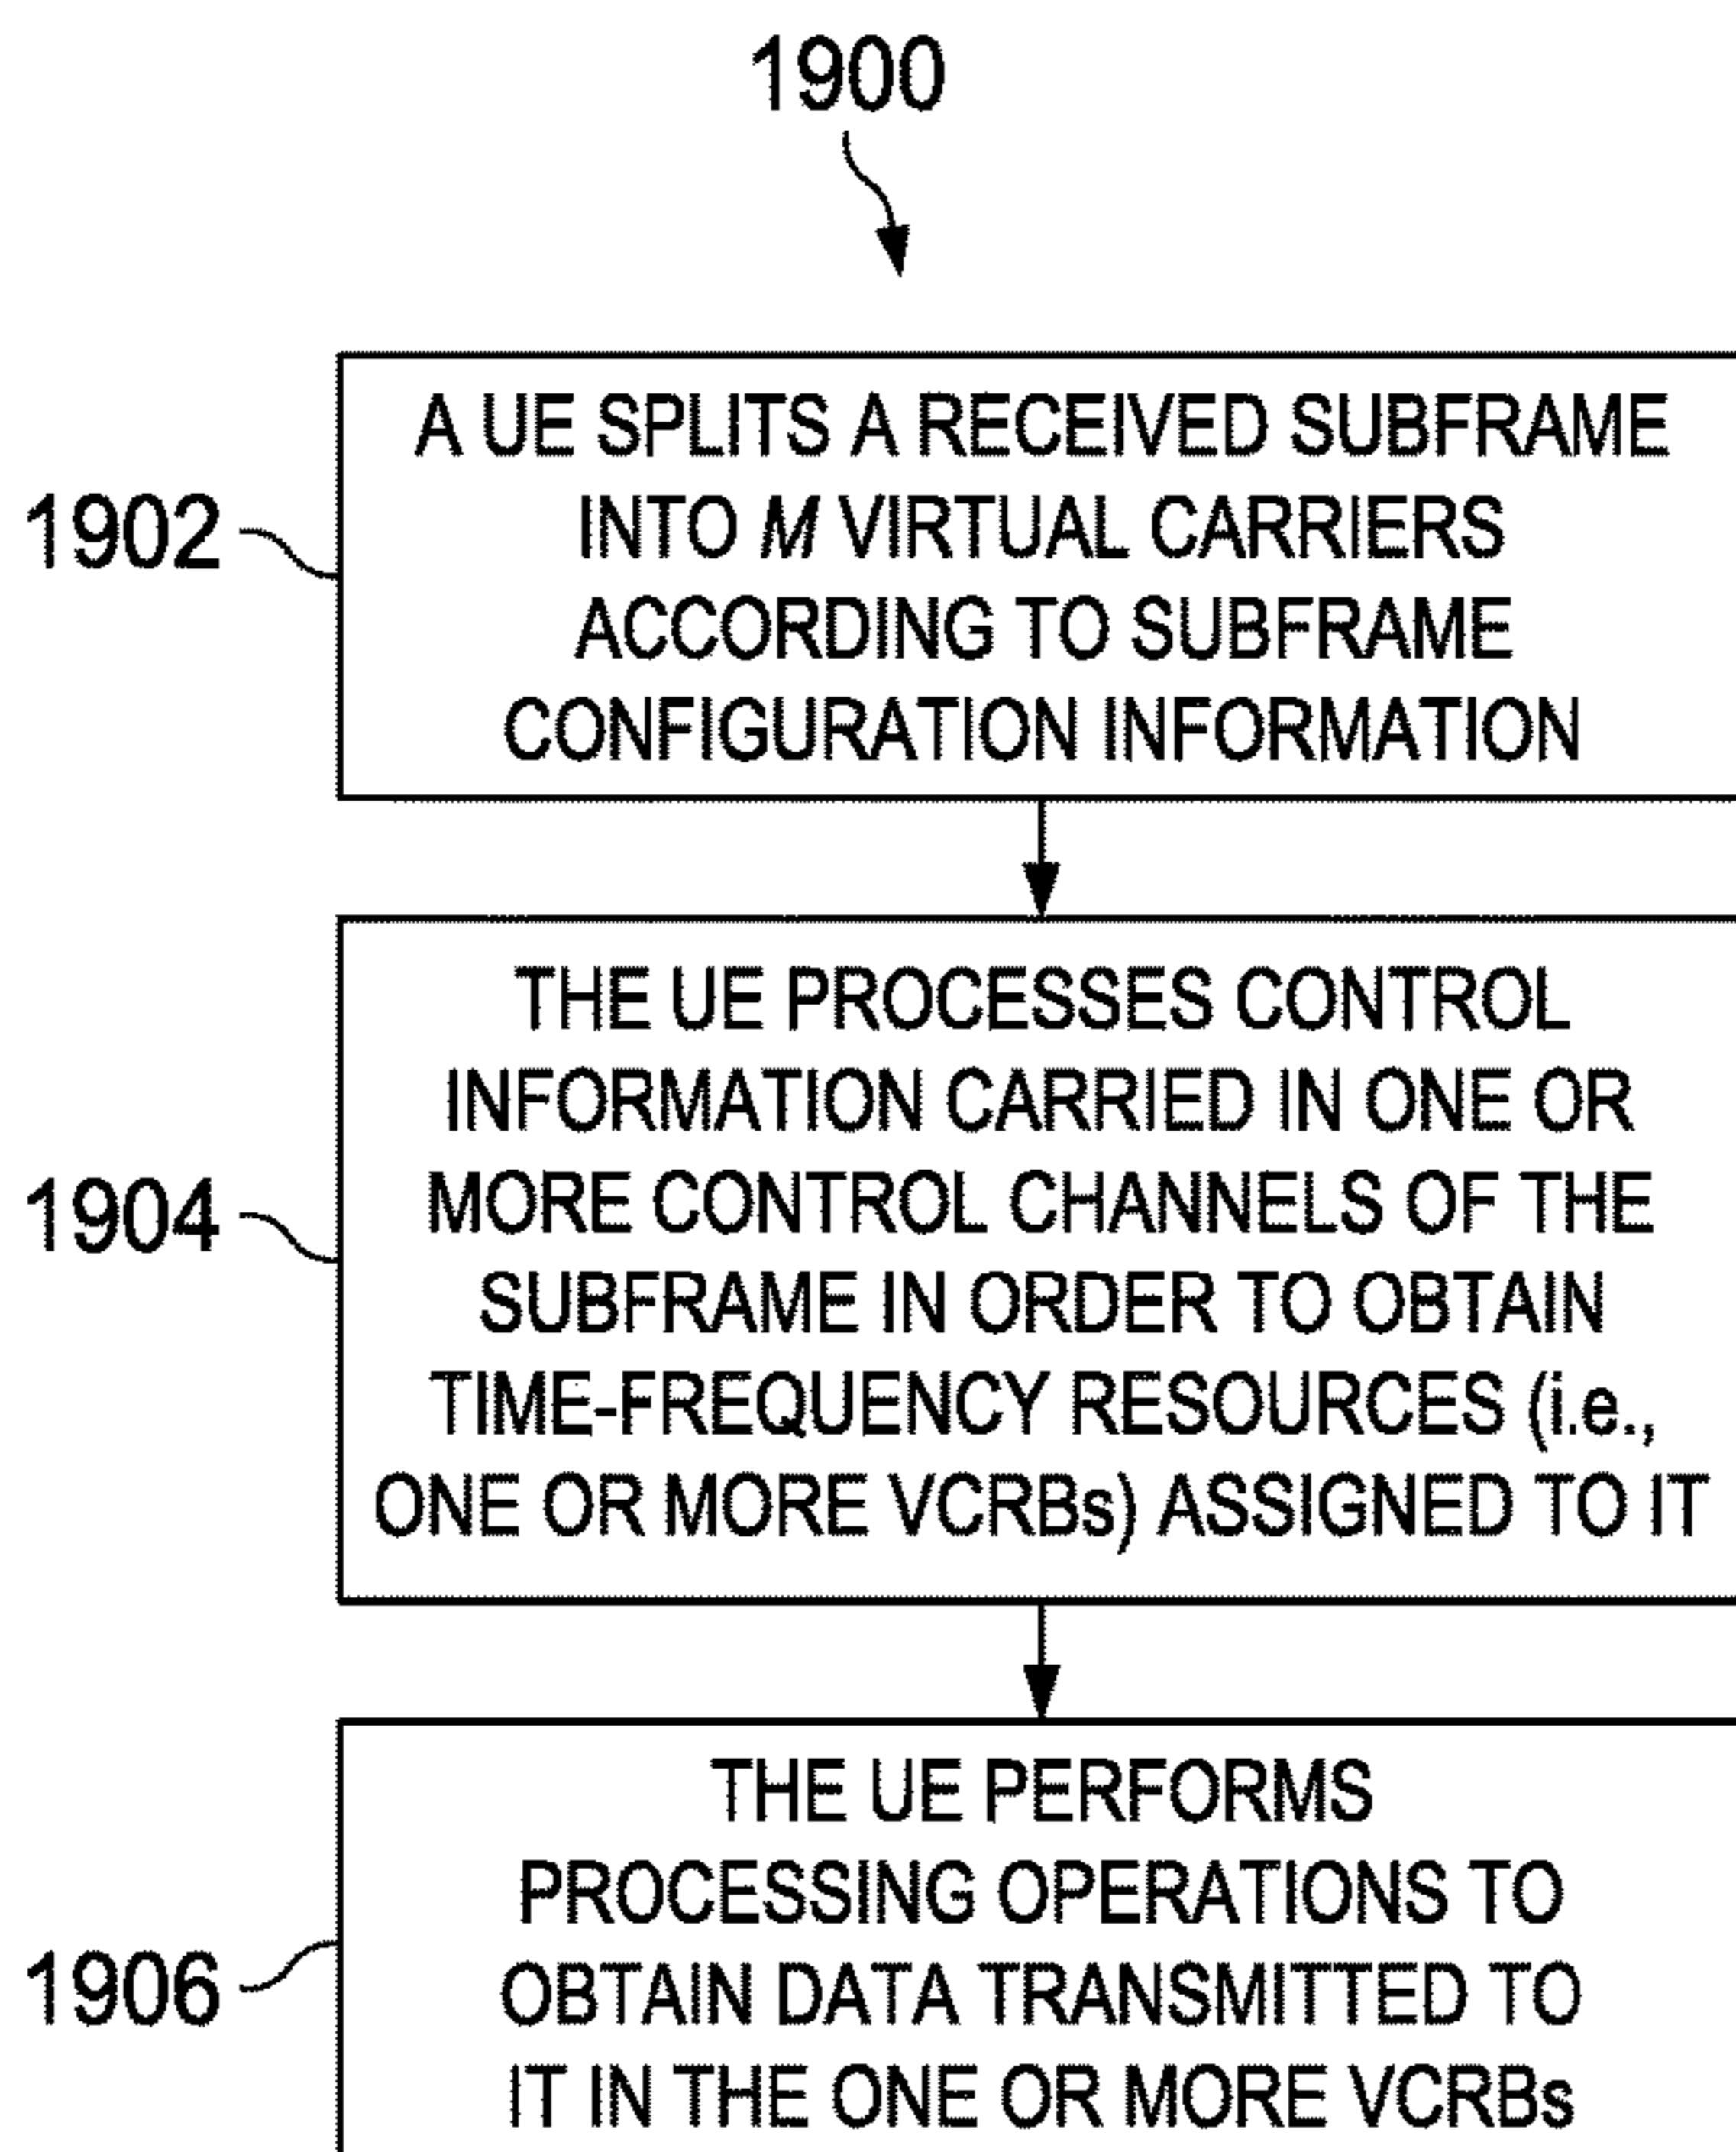 1900
1902
A UE SPLITS A RECEIVED SUBFRAME
INTO M VIRTUAL CARRIERS
ACCORDING TO SUBFRAME
CONFIGURATION INFORMATION
1904
THE UE PROCESSES CONTROL
INFORMATION CARRIED IN ONE OR
MORE CONTROL CHANNELS OF THE
SUBFRAME IN ORDER TO OBTAIN
TIME-FREQUENCY RESOURCES (i.e.,
ONE OR MORE VCRBs) ASSIGNED TO IT
1906
THE UE PERFORMS
PROCESSING OPERATIONS TO
OBTAIN DATA TRANSMITTED TO
IT IN THE ONE OR MORE VCRBs